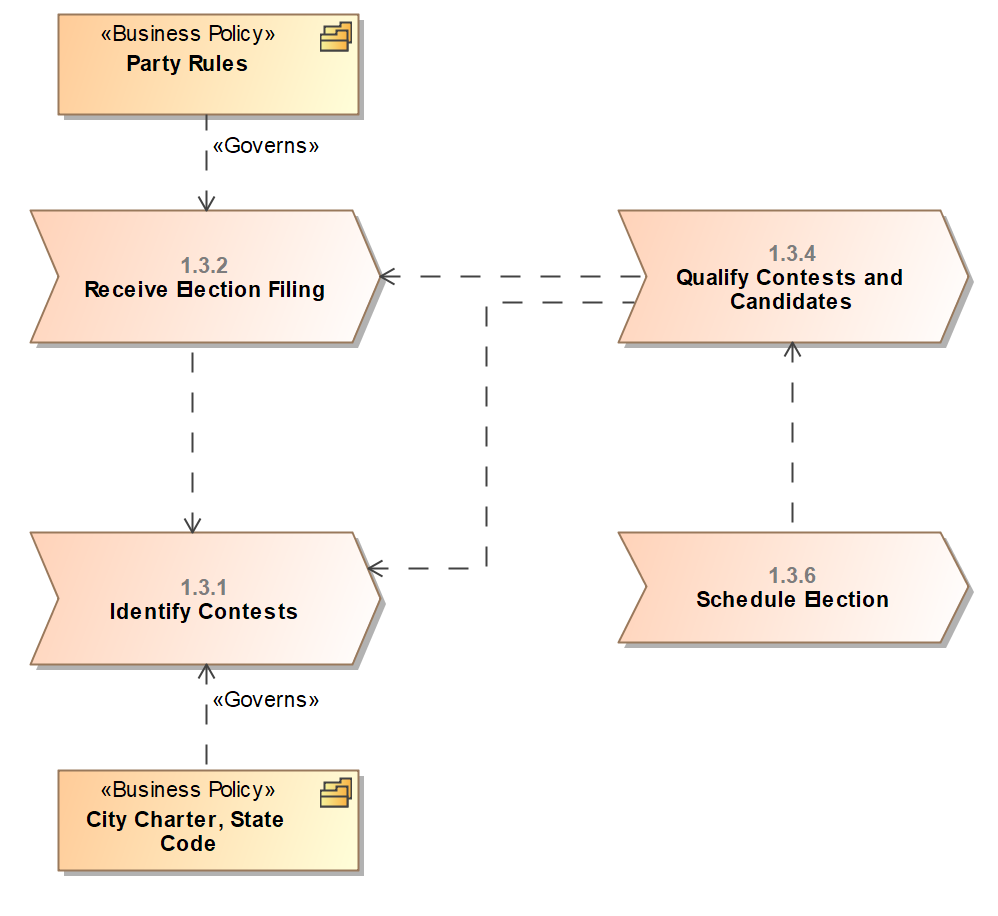 «Business Policy»
Party Rules
«Governs»
1.3.2
Receive Election Filing
1.3.4
Qualify Contests and
Candidates
1.3.1
Identify Contests
1.3.6
Schedule Election
«Governs»
«Business Policy»
City Charter, State
Code